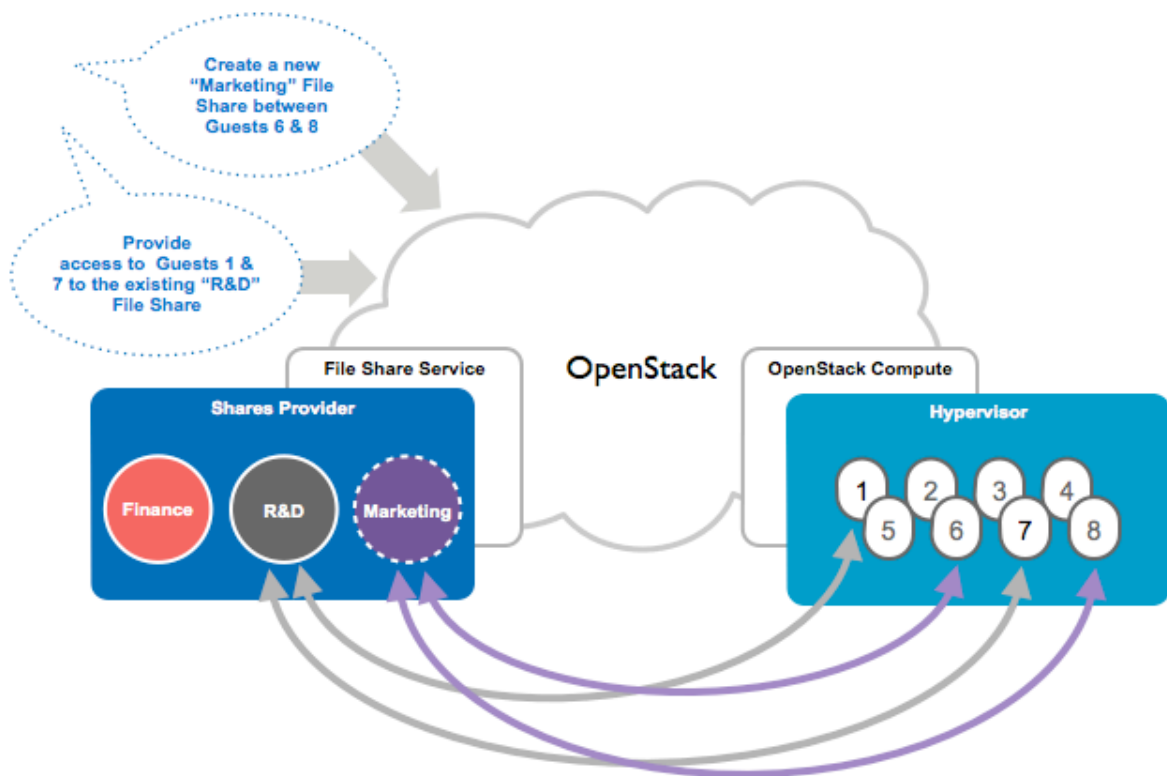 Create a new
“Marketing” File
Share between
Guests 6 & 8
Provide
access to Guests 1 &
7 to the existing “R&D”
File Share
File Share Service
OpenStack
OpenStack Compute
Shares Provider
Hypervisor
Finance
R&D
Marketing
1
2
3
4
5
6
7
8